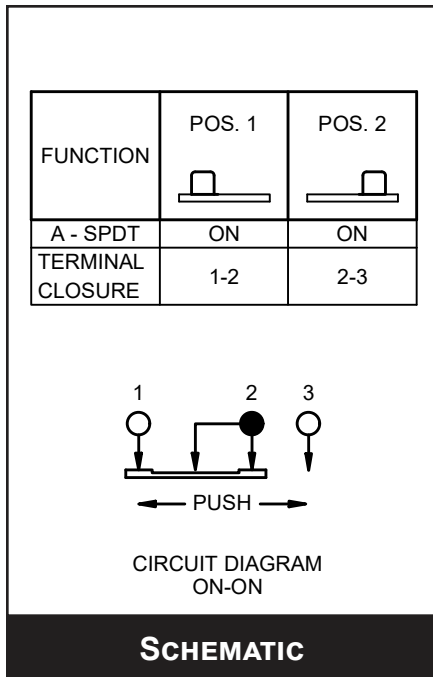 FUNCTION
POS. 1
POS. 2
A - SPDT
ON
ON
TERMINAL
CLOSURE
1-2
2-3
1
2
3
PUSH
CIRCUIT DIAGRAM
ON-ON
SCHEMATIC